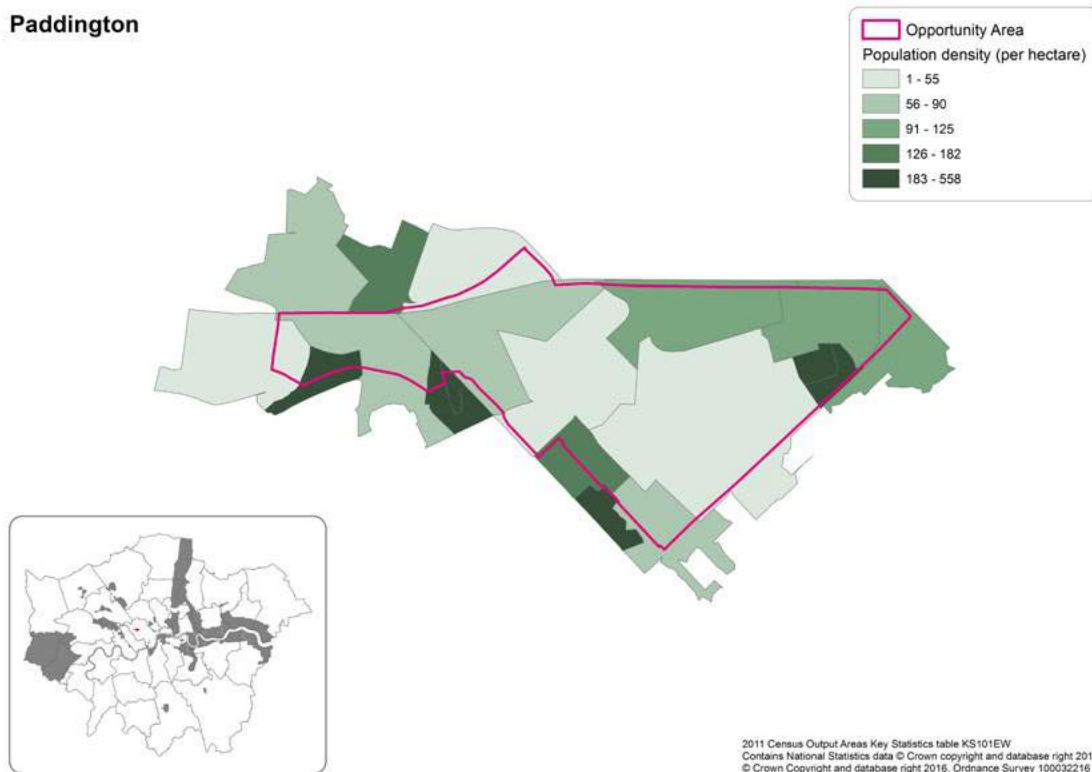 Paddington
Opportunity Area
Population density (per hectare)
1 - 55
56 - 90
91 - 125
126 - 182
183 - 558
2011 Census Output Areas Key Statistics table KS101EW
Contains National Statistics data © Crown copyright and database right 201
© Crown Copyright and database right 2016. Ordnance Survey 100032216